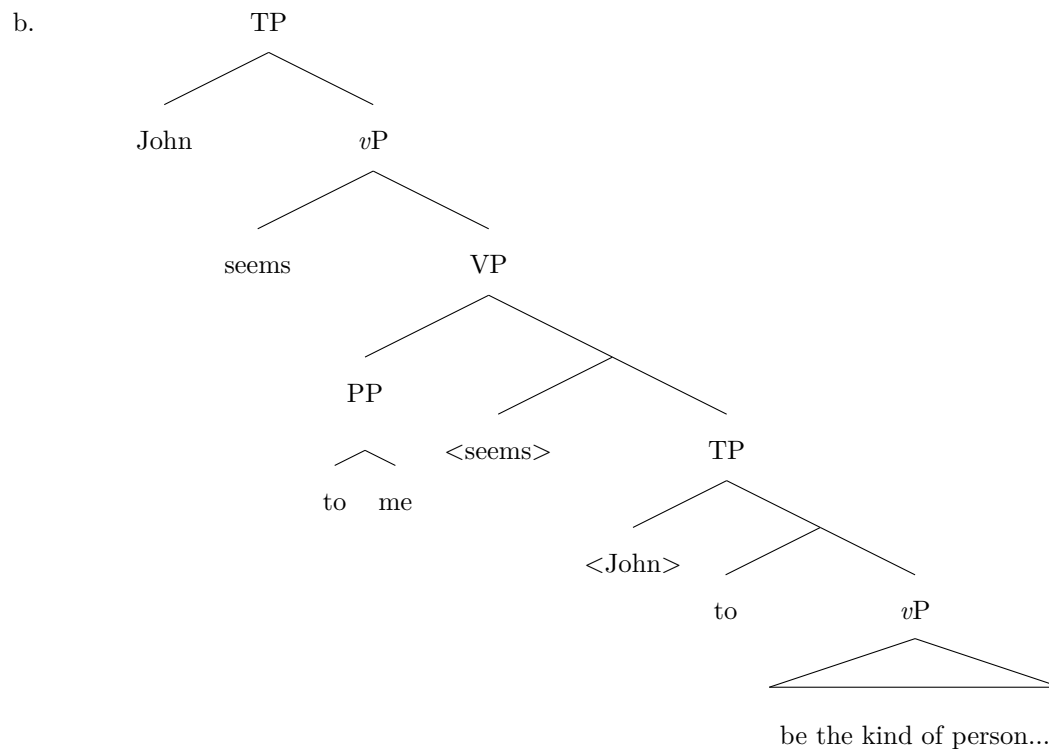 b. TP
John vP
seems VP
PP
<seems> TP
to me
<John>
to vP
be the kind of person...